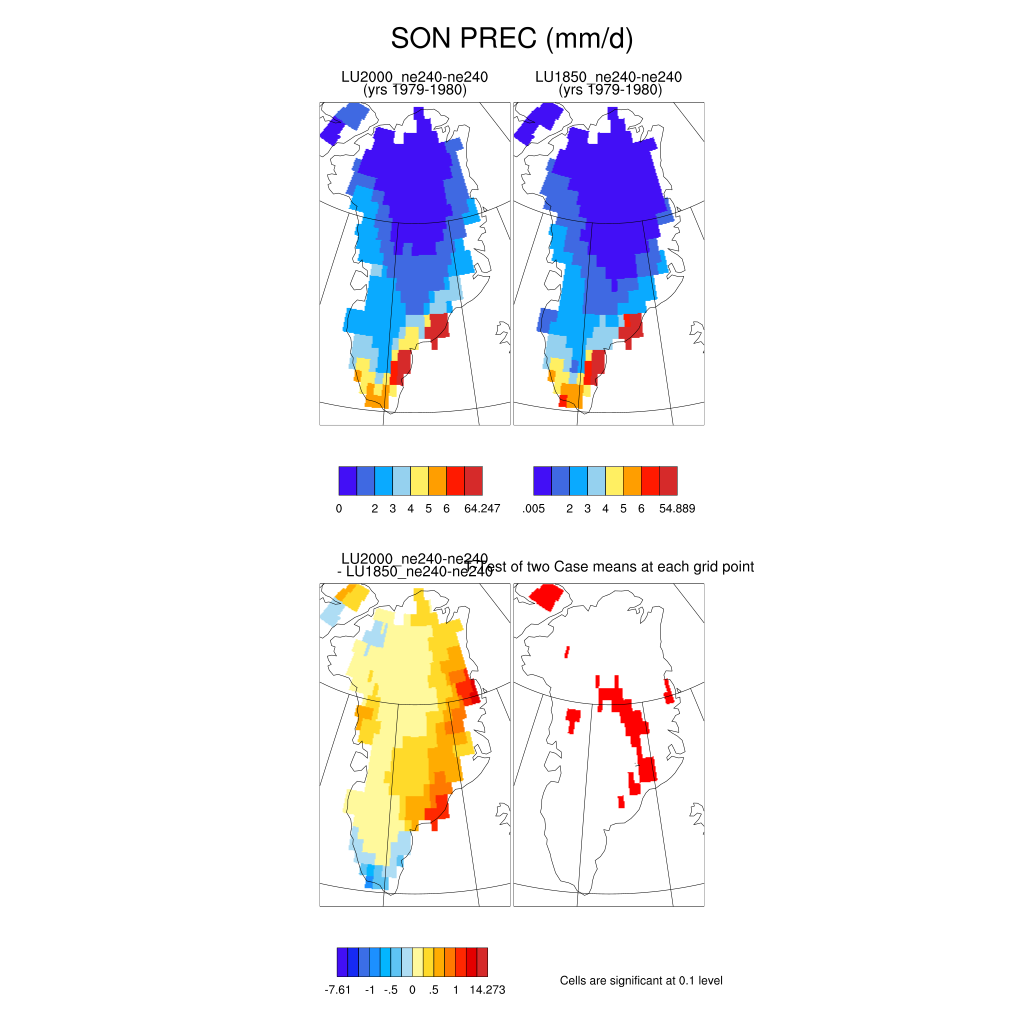 SON PREC (mm/d)
LU2000_ne240-ne240
(yrs 1979-1980)
LU1850_ne240-ne240
(yrs 1979-1980)
0 2 3 4 5 6 64.247
.005 2 3 4 5 6 54.889
LU2000_ne240-ne240
- LU1850_ne240-ne240
T-Test of two Case means at each grid point
-7.61 -1 -.5 0 .5 1 14.273
Cells are significant at 0.1 level